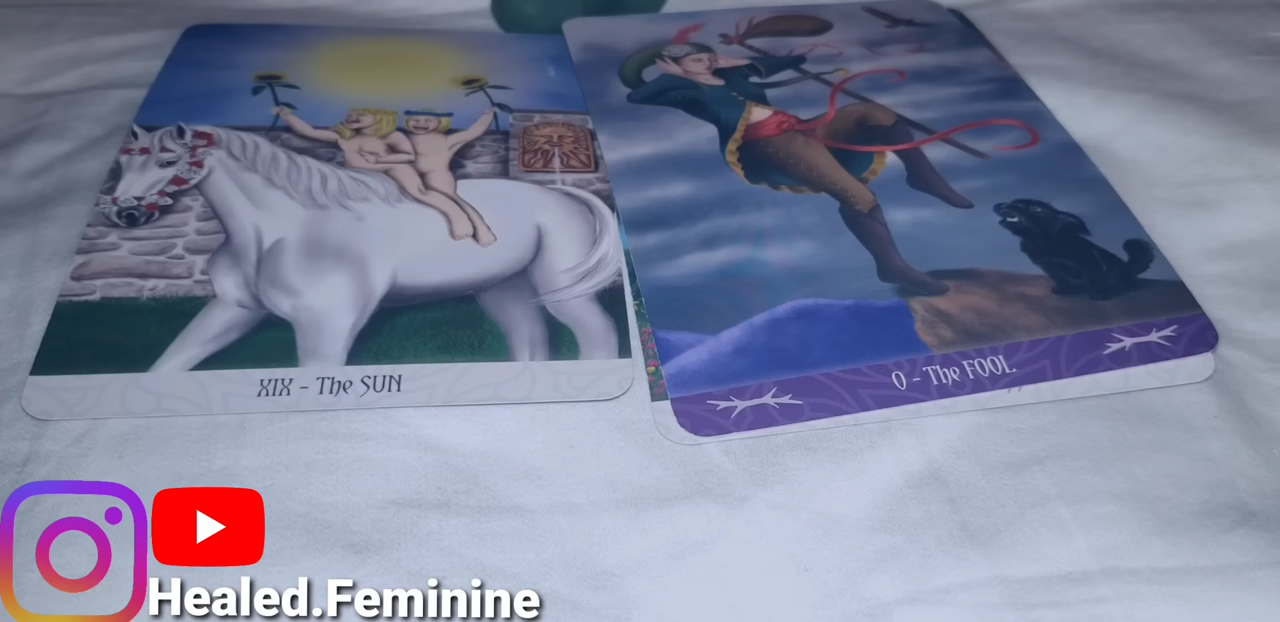 XIX - The SUN
0 - The FOOL
Healed.Feminine